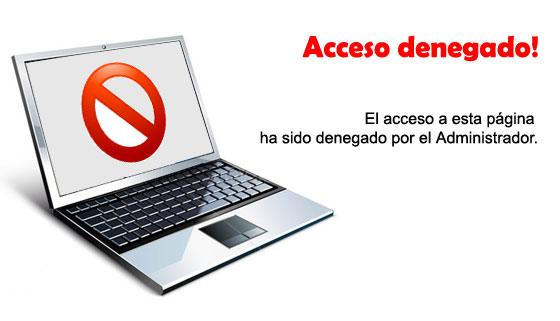 Acceso denegado!
El acceso a esta página
ha sido denegado por el Administrador.